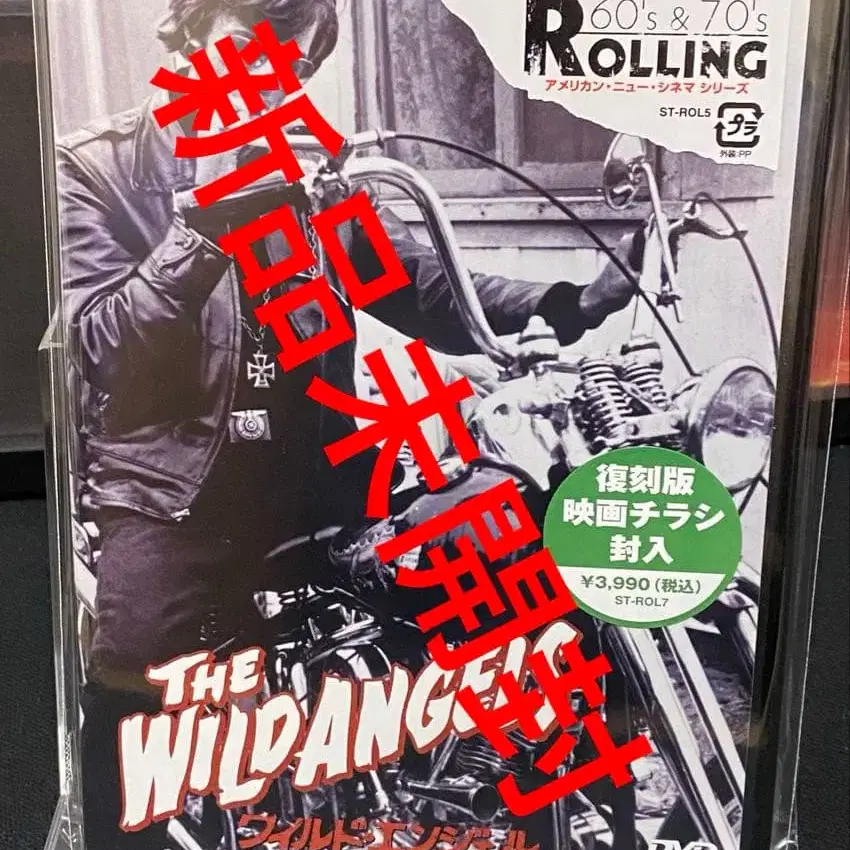 60's & 70's
ROLLING
アメリカン・ニュー・シネマ シリーズ
ST-ROL5
プラ
外装:PP
新品未開封
復刻版
映画チラシ
封入
¥3,990(税込)
ST-ROL7
THE
WILD ANGELS
ワイルド・エンジェル
DVD